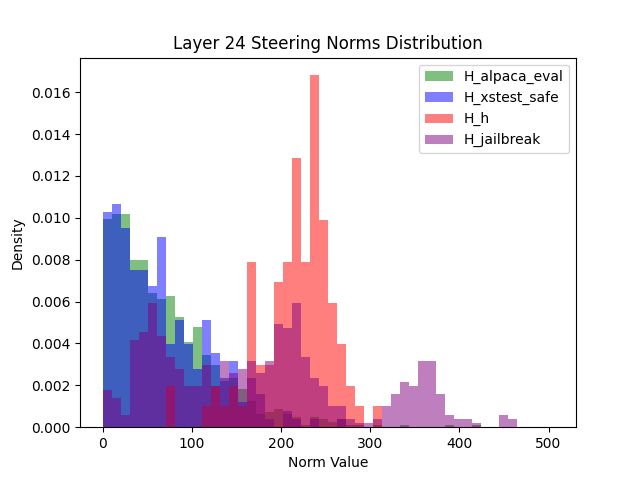 Layer 24 Steering Norms Distribution
H_alpaca_eval
H_xstest_safe
H_h
H_jailbreak
0.016
0.014
0.012
0.010
0.008
0.006
0.004
0.002
0.000
Density
0 100 200 300 400 500
Norm Value